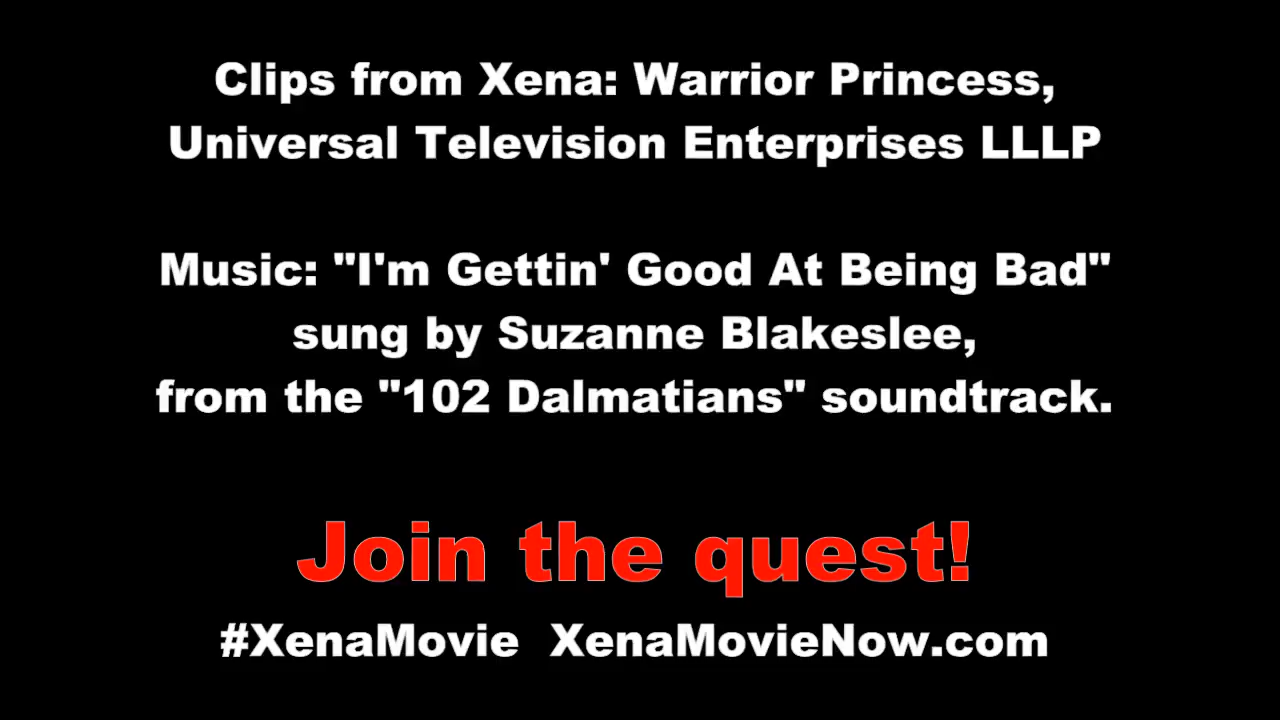 Clips from Xena: Warrior Princess,
Universal Television Enterprises LLLP
Music: "I'm Gettin' Good At Being Bad"
sung by Suzanne Blakeslee,
from the "102 Dalmatians" soundtrack.
Join the quest!
#XenaMovie XenaMovieNow.com